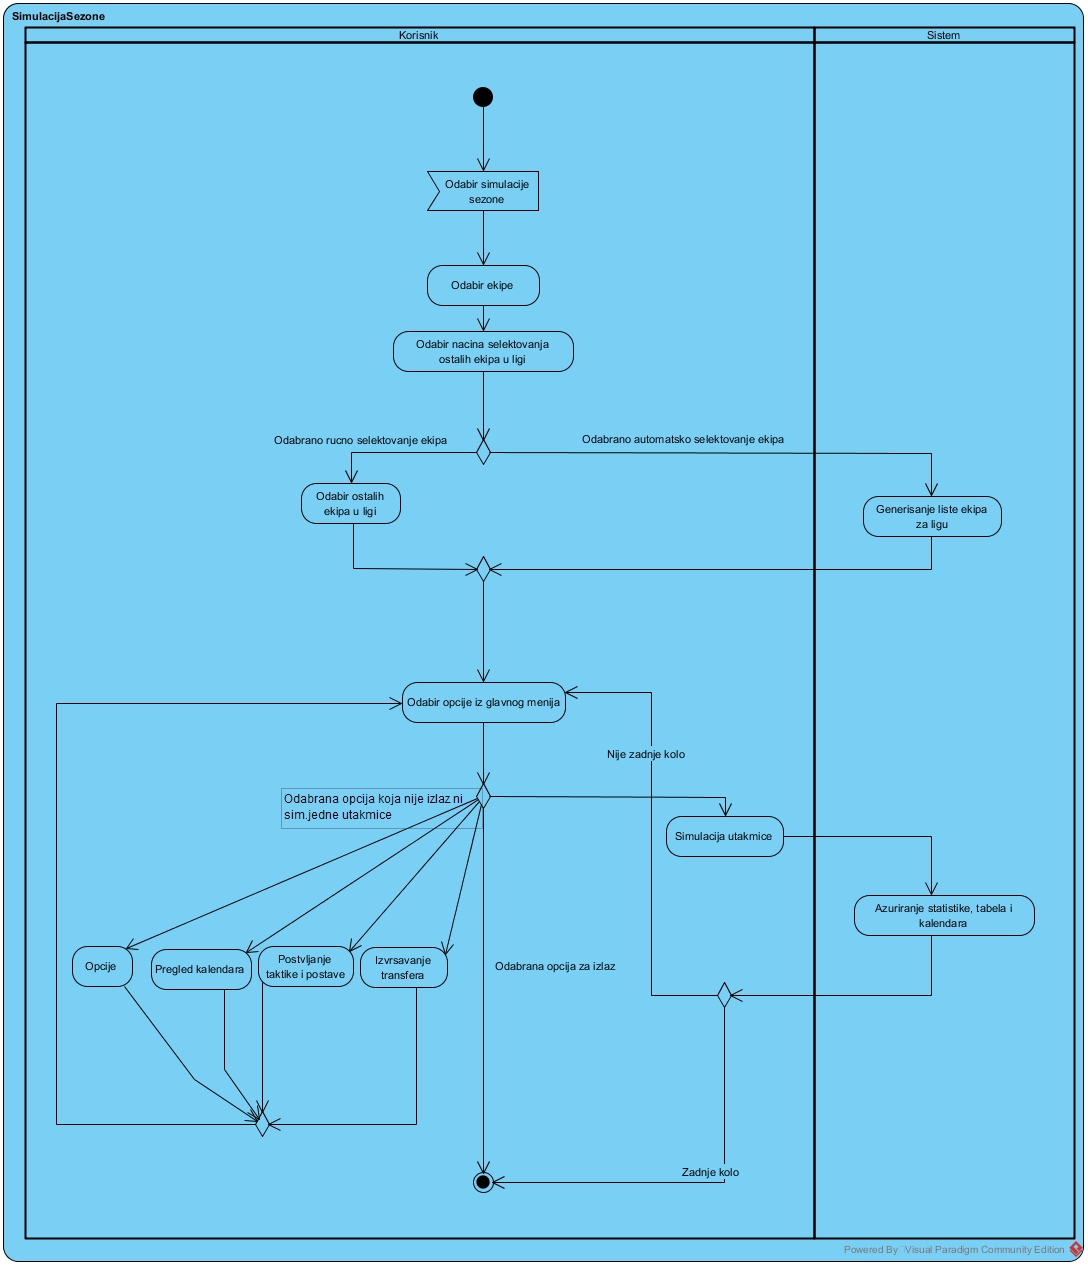 SimulacijaSezone
Korisnik
Sistem
Odabir simulacije
sezone
Odabir ekipe
Odabir nacina selektovanja
ostalih ekipa u ligi
Odabrano rucno selektovanje ekipa
Odabrano automatsko selektovanje ekipa
Odabir ostalih
ekipa u ligi
Generisanje liste ekipa
za ligu
Odabir opcije iz glavnog menija
Nije zadnje kolo
Odabrana opcija koja nije izlaz ni
sim.jedne utakmice
Simulacija utakmice
Azuriranje statistike, tabela i
kalendara
Opcije
Pregled kalendara
Postvljanje
taktike i postave
Izvrsavanje
transfera
Odabrana opcija za izlaz
Zadnje kolo
Powered By Visual Paradigm Community Edition